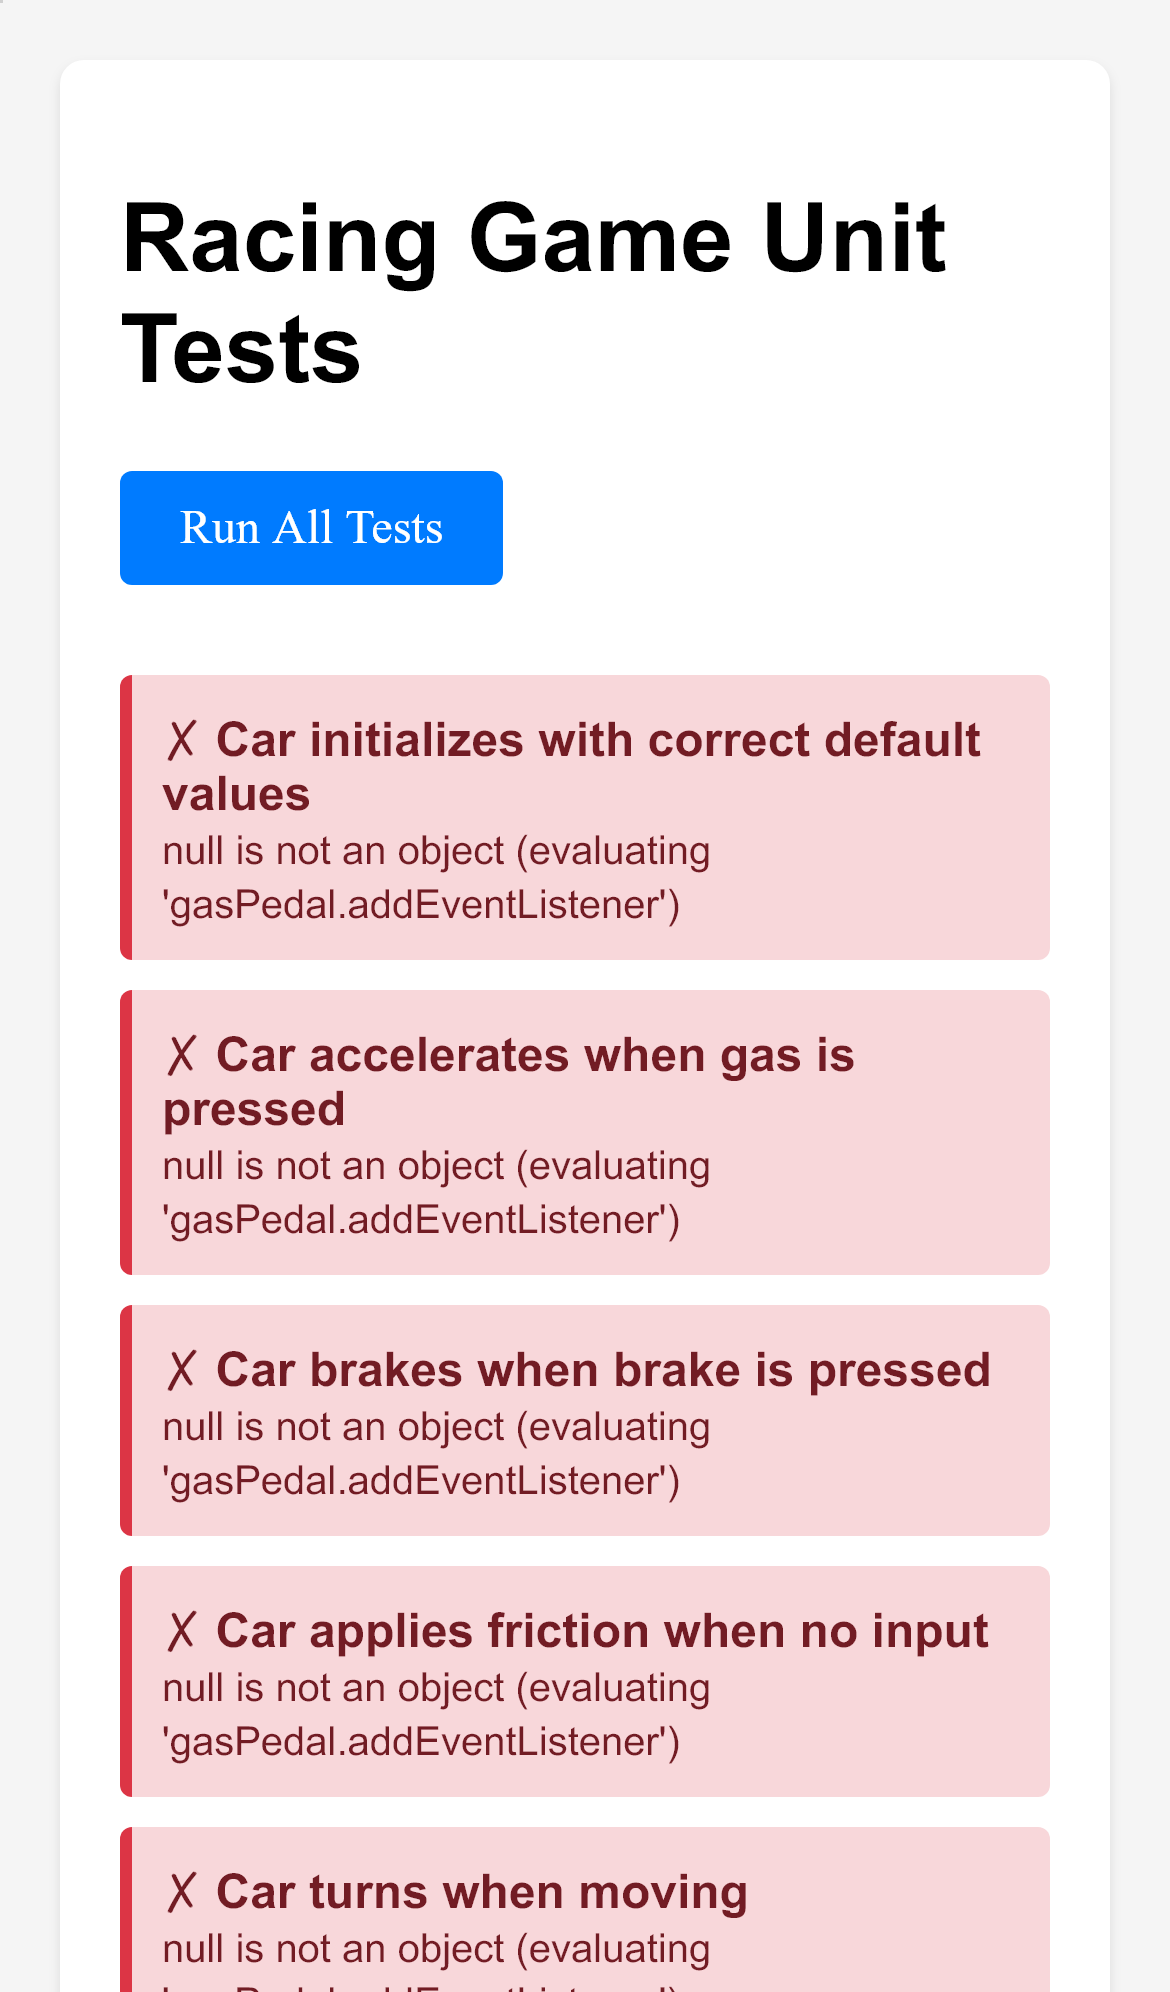 Racing Game Unit
Tests
Run All Tests
✗ Car initializes with correct default
values
null is not an object (evaluating
'gasPedal.addEventListener')
✗ Car accelerates when gas is
pressed
null is not an object (evaluating
'gasPedal.addEventListener')
✗ Car brakes when brake is pressed
null is not an object (evaluating
'gasPedal.addEventListener')
✗ Car applies friction when no input
null is not an object (evaluating
'gasPedal.addEventListener')
✗ Car turns when moving
null is not an object (evaluating